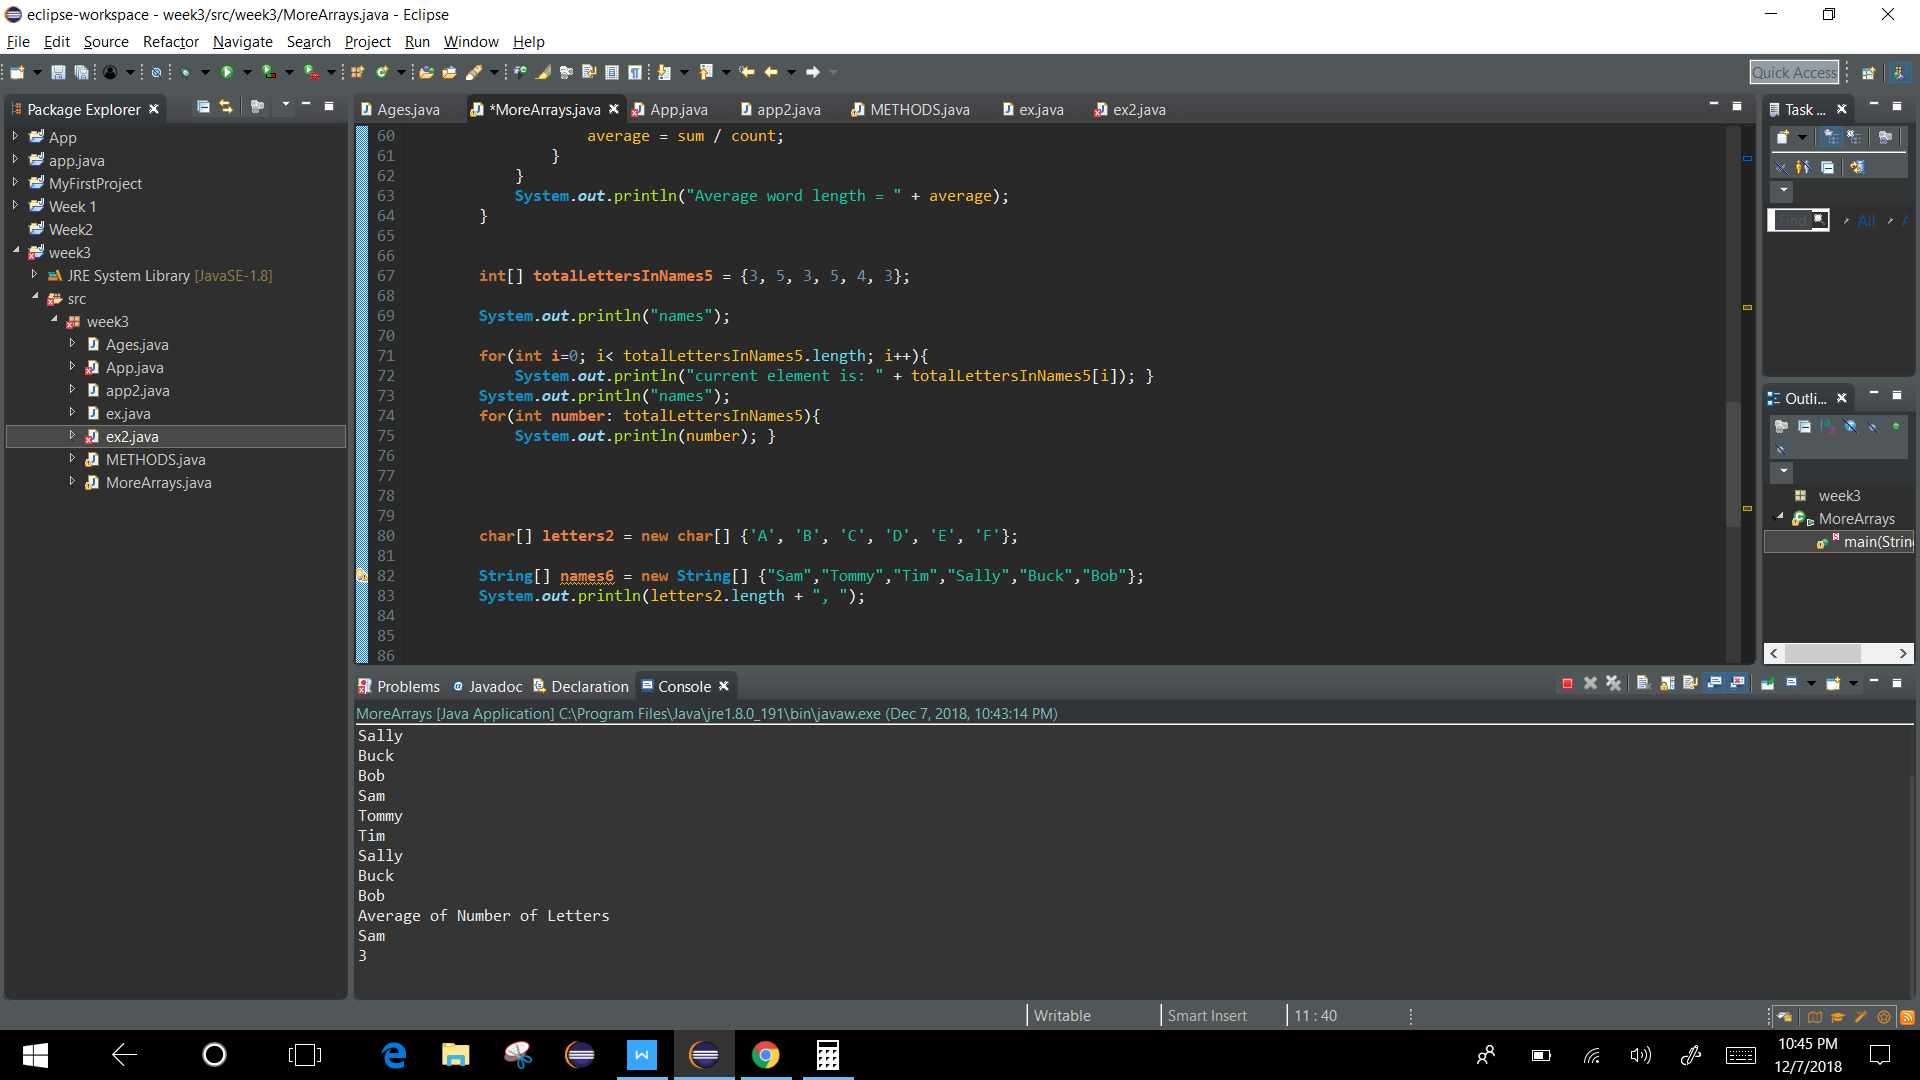 eclipse-workspace - week3/src/week3/MoreArrays.java - Eclipse
File Edit Source Refactor Navigate Search Project Run Window Help
Quick Access
Package Explorer
App
app.java
MyFirstProject
Week 1
Week2
week3
JRE System Library [JavaSE-1.8]
src
week3
Ages.java
App.java
app2.java
ex.java
ex2.java
METHODS.java
MoreArrays.java
Ages.java *MoreArrays.java App.java app2.java METHODS.java ex.java ex2.java
60 average = sum / count;
61 }
62 }
63 System.out.println("Average word length = " + average);
64 }
65
66
67 int[] totalLettersInNames5 = {3, 5, 3, 5, 4, 3};
68
69 System.out.println("names");
70
71 for(int i=0; i< totalLettersInNames5.length; i++){
72 System.out.println("current element is: " + totalLettersInNames5[i]); }
73 System.out.println("names");
74 for(int number: totalLettersInNames5){
75 System.out.println(number); }
76
77
78
79
80 char[] letters2 = new char[] {'A', 'B', 'C', 'D', 'E', 'F'};
81
82 String[] names6 = new String[] {"Sam","Tommy","Tim","Sally","Buck","Bob"};
83 System.out.println(letters2.length + ", ");
84
85
86
Task ...
Find
All
A
Outli...
week3
MoreArrays
main(Strin
Problems Javadoc Declaration Console
MoreArrays [Java Application] C:\Program Files\Java\jre1.8.0_191\bin\javaw.exe (Dec 7, 2018, 10:43:14 PM)
Sally
Buck
Bob
Sam
Tommy
Tim
Sally
Buck
Bob
Average of Number of Letters
Sam
3
Writable Smart Insert 11 : 40
10:45 PM
12/7/2018